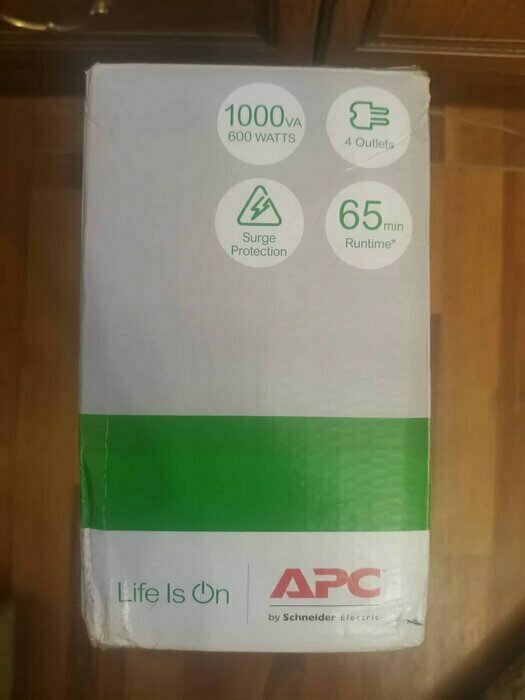 1000VA
600 WATTS
4 Outlets
Surge
Protection
65min
Runtime*
Life Is On
APC
by Schneider Electric